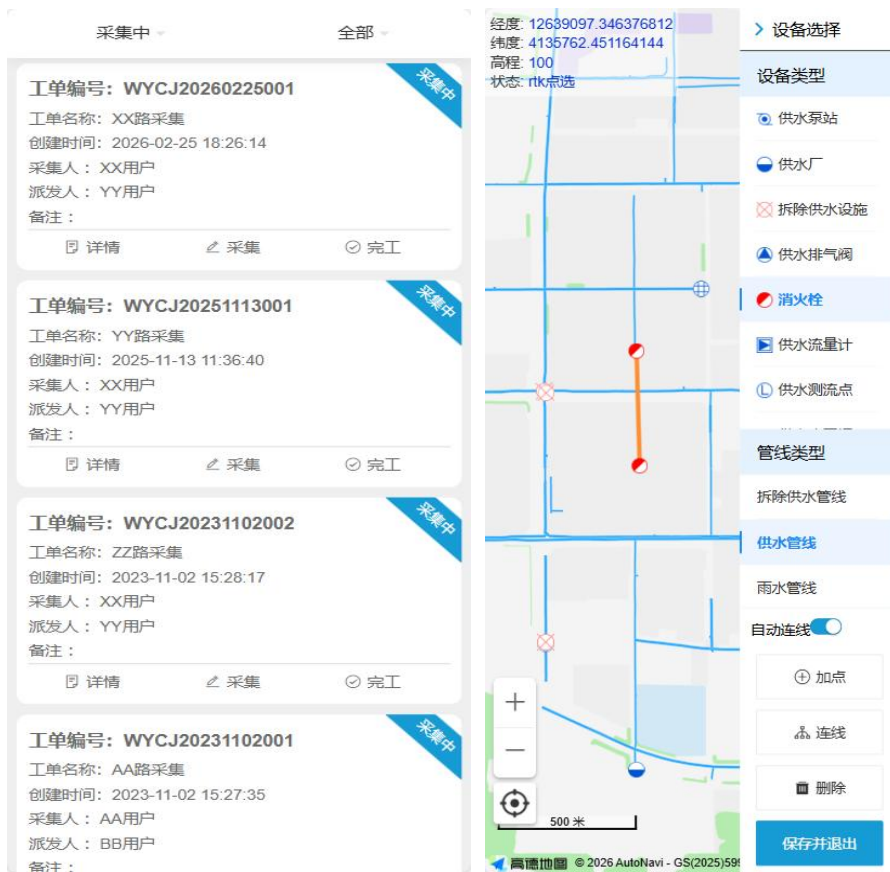 采集中
全部
采集中
工单编号：WYCJ20260225001
工单名称：XX路采集
创建时间：2026-02-25 18:26:14
采集人：XX用户
派发人：YY用户
备注：
详情 采集 完工
采集中
工单编号：WYCJ20251113001
工单名称：YY路采集
创建时间：2025-11-13 11:36:40
采集人：XX用户
派发人：YY用户
备注：
详情 采集 完工
采集中
工单编号：WYCJ20231102002
工单名称：ZZ路采集
创建时间：2023-11-02 15:28:17
采集人：XX用户
派发人：YY用户
备注：
详情 采集 完工
采集中
工单编号：WYCJ20231102001
工单名称：AA路采集
创建时间：2023-11-02 15:27:35
采集人：AA用户
派发人：BB用户
备注：
经度: 12639097.346376812
纬度: 4135762.451164144
高程: 100
状态: rtk点选
500 米
高德地图 © 2026 AutoNavi - GS(2025)59
设备选择
设备类型
供水泵站
供水厂
拆除供水设施
供水排气阀
消火栓
供水流量计
供水测流点
管线类型
拆除供水管线
供水管线
雨水管线
自动连线
加点
连线
删除
保存并退出